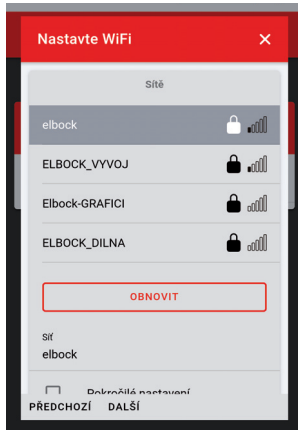 Nastavte WiFi
Sítě
elbock
ELBOCK_VYVOJ
Elbock-GRAFICI
ELBOCK_DILNA
OBNOVIT
Síť
elbock
Pokročilé nastavení
PŘEDCHOZÍ DALŠÍ